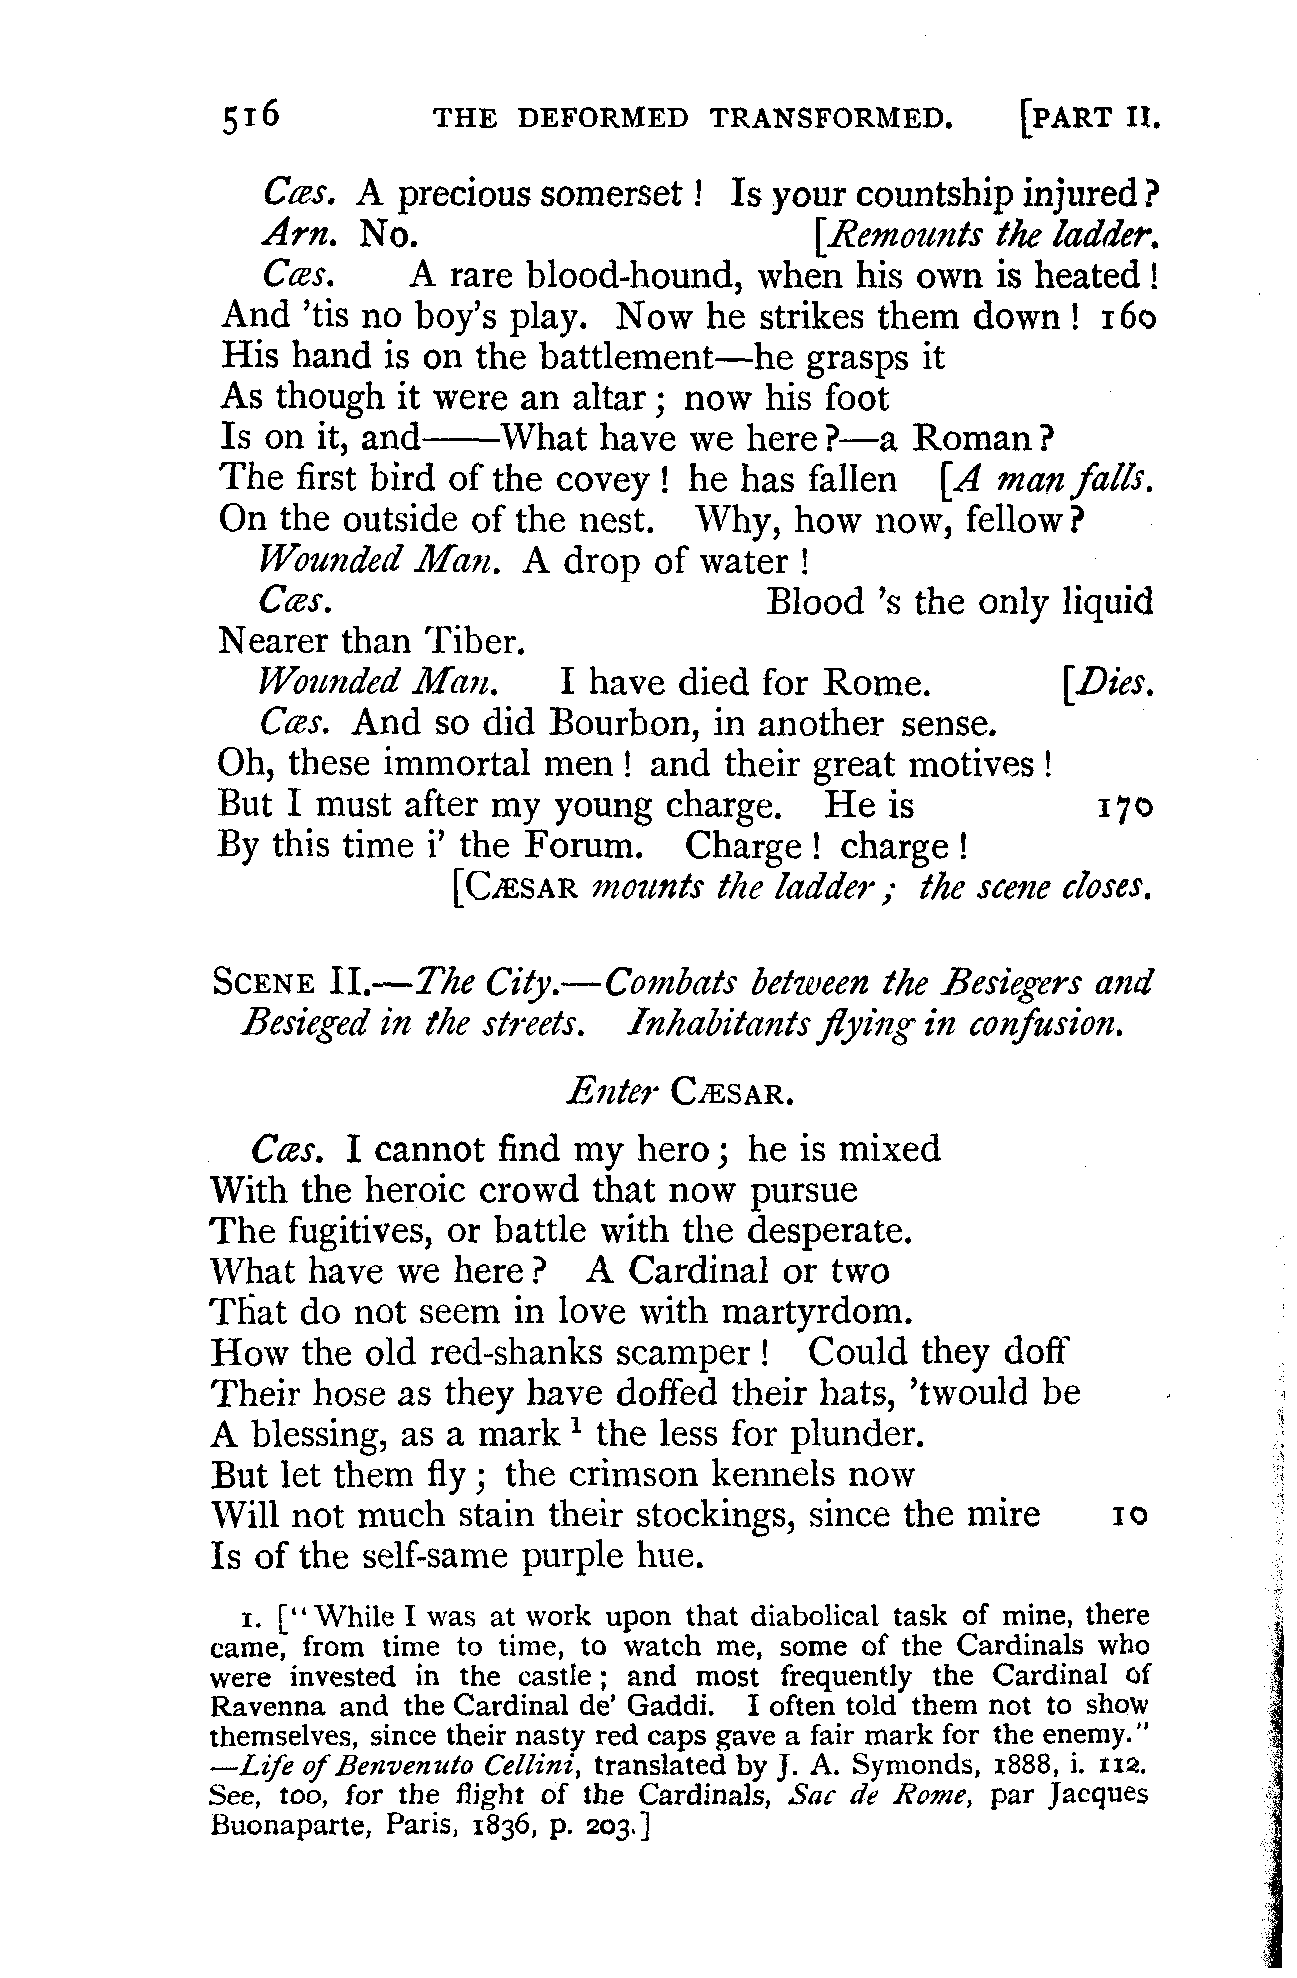 516 THE DEFORMED TRANSFORMED. [PART II.
Cæs. A precious somerset! Is your countship injured?
Arn. No. [Remounts the ladder.
Cæs. A rare blood-hound, when his own is heated!
And 'tis no boy's play. Now he strikes them down! 160
His hand is on the battlement—he grasps it
As though it were an altar; now his foot
Is on it, and——What have we here?—a Roman?
The first bird of the covey! he has fallen [A man falls.
On the outside of the nest. Why, how now, fellow?
Wounded Man. A drop of water!
Cæs. Blood 's the only liquid
Nearer than Tiber.
Wounded Man. I have died for Rome. [Dies.
Cæs. And so did Bourbon, in another sense.
Oh, these immortal men! and their great motives!
But I must after my young charge. He is 170
By this time i' the Forum. Charge! charge!
[CÆSAR mounts the ladder; the scene closes.
SCENE II.—The City.—Combats between the Besiegers and
Besieged in the streets. Inhabitants flying in confusion.
Enter CÆSAR.
Cæs. I cannot find my hero; he is mixed
With the heroic crowd that now pursue
The fugitives, or battle with the desperate.
What have we here? A Cardinal or two
That do not seem in love with martyrdom.
How the old red-shanks scamper! Could they doff
Their hose as they have doffed their hats, 'twould be
A blessing, as a mark ¹ the less for plunder.
But let them fly; the crimson kennels now
Will not much stain their stockings, since the mire 10
Is of the self-same purple hue.
1. ["While I was at work upon that diabolical task of mine, there
came, from time to time, to watch me, some of the Cardinals who
were invested in the castle; and most frequently the Cardinal of
Ravenna and the Cardinal de' Gaddi. I often told them not to show
themselves, since their nasty red caps gave a fair mark for the enemy."
—Life of Benvenuto Cellini, translated by J. A. Symonds, 1888, i. 112.
See, too, for the flight of the Cardinals, Sac de Rome, par Jacques
Buonaparte, Paris, 1836, p. 203.]